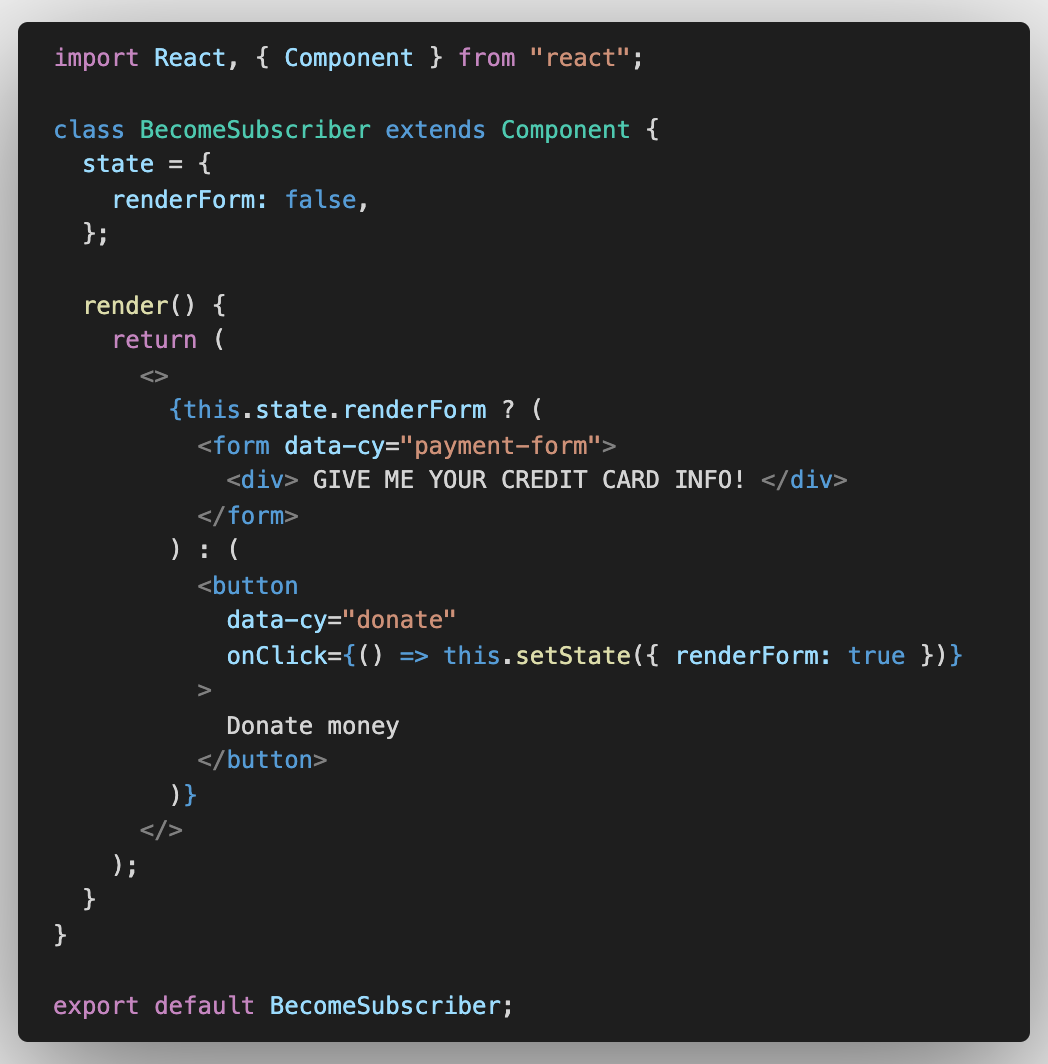 import React, { Component } from "react";

class BecomeSubscriber extends Component {
  state = {
    renderForm: false,
  };

  render() {
    return (
      <>
        {this.state.renderForm ? (
          <form data-cy="payment-form">
            <div> GIVE ME YOUR CREDIT CARD INFO! </div>
          </form>
        ) : (
          <button
            data-cy="donate"
            onClick={() => this.setState({ renderForm: true })}
          >
            Donate money
          </button>
        )}
      </>
    );
  }
}

export default BecomeSubscriber;